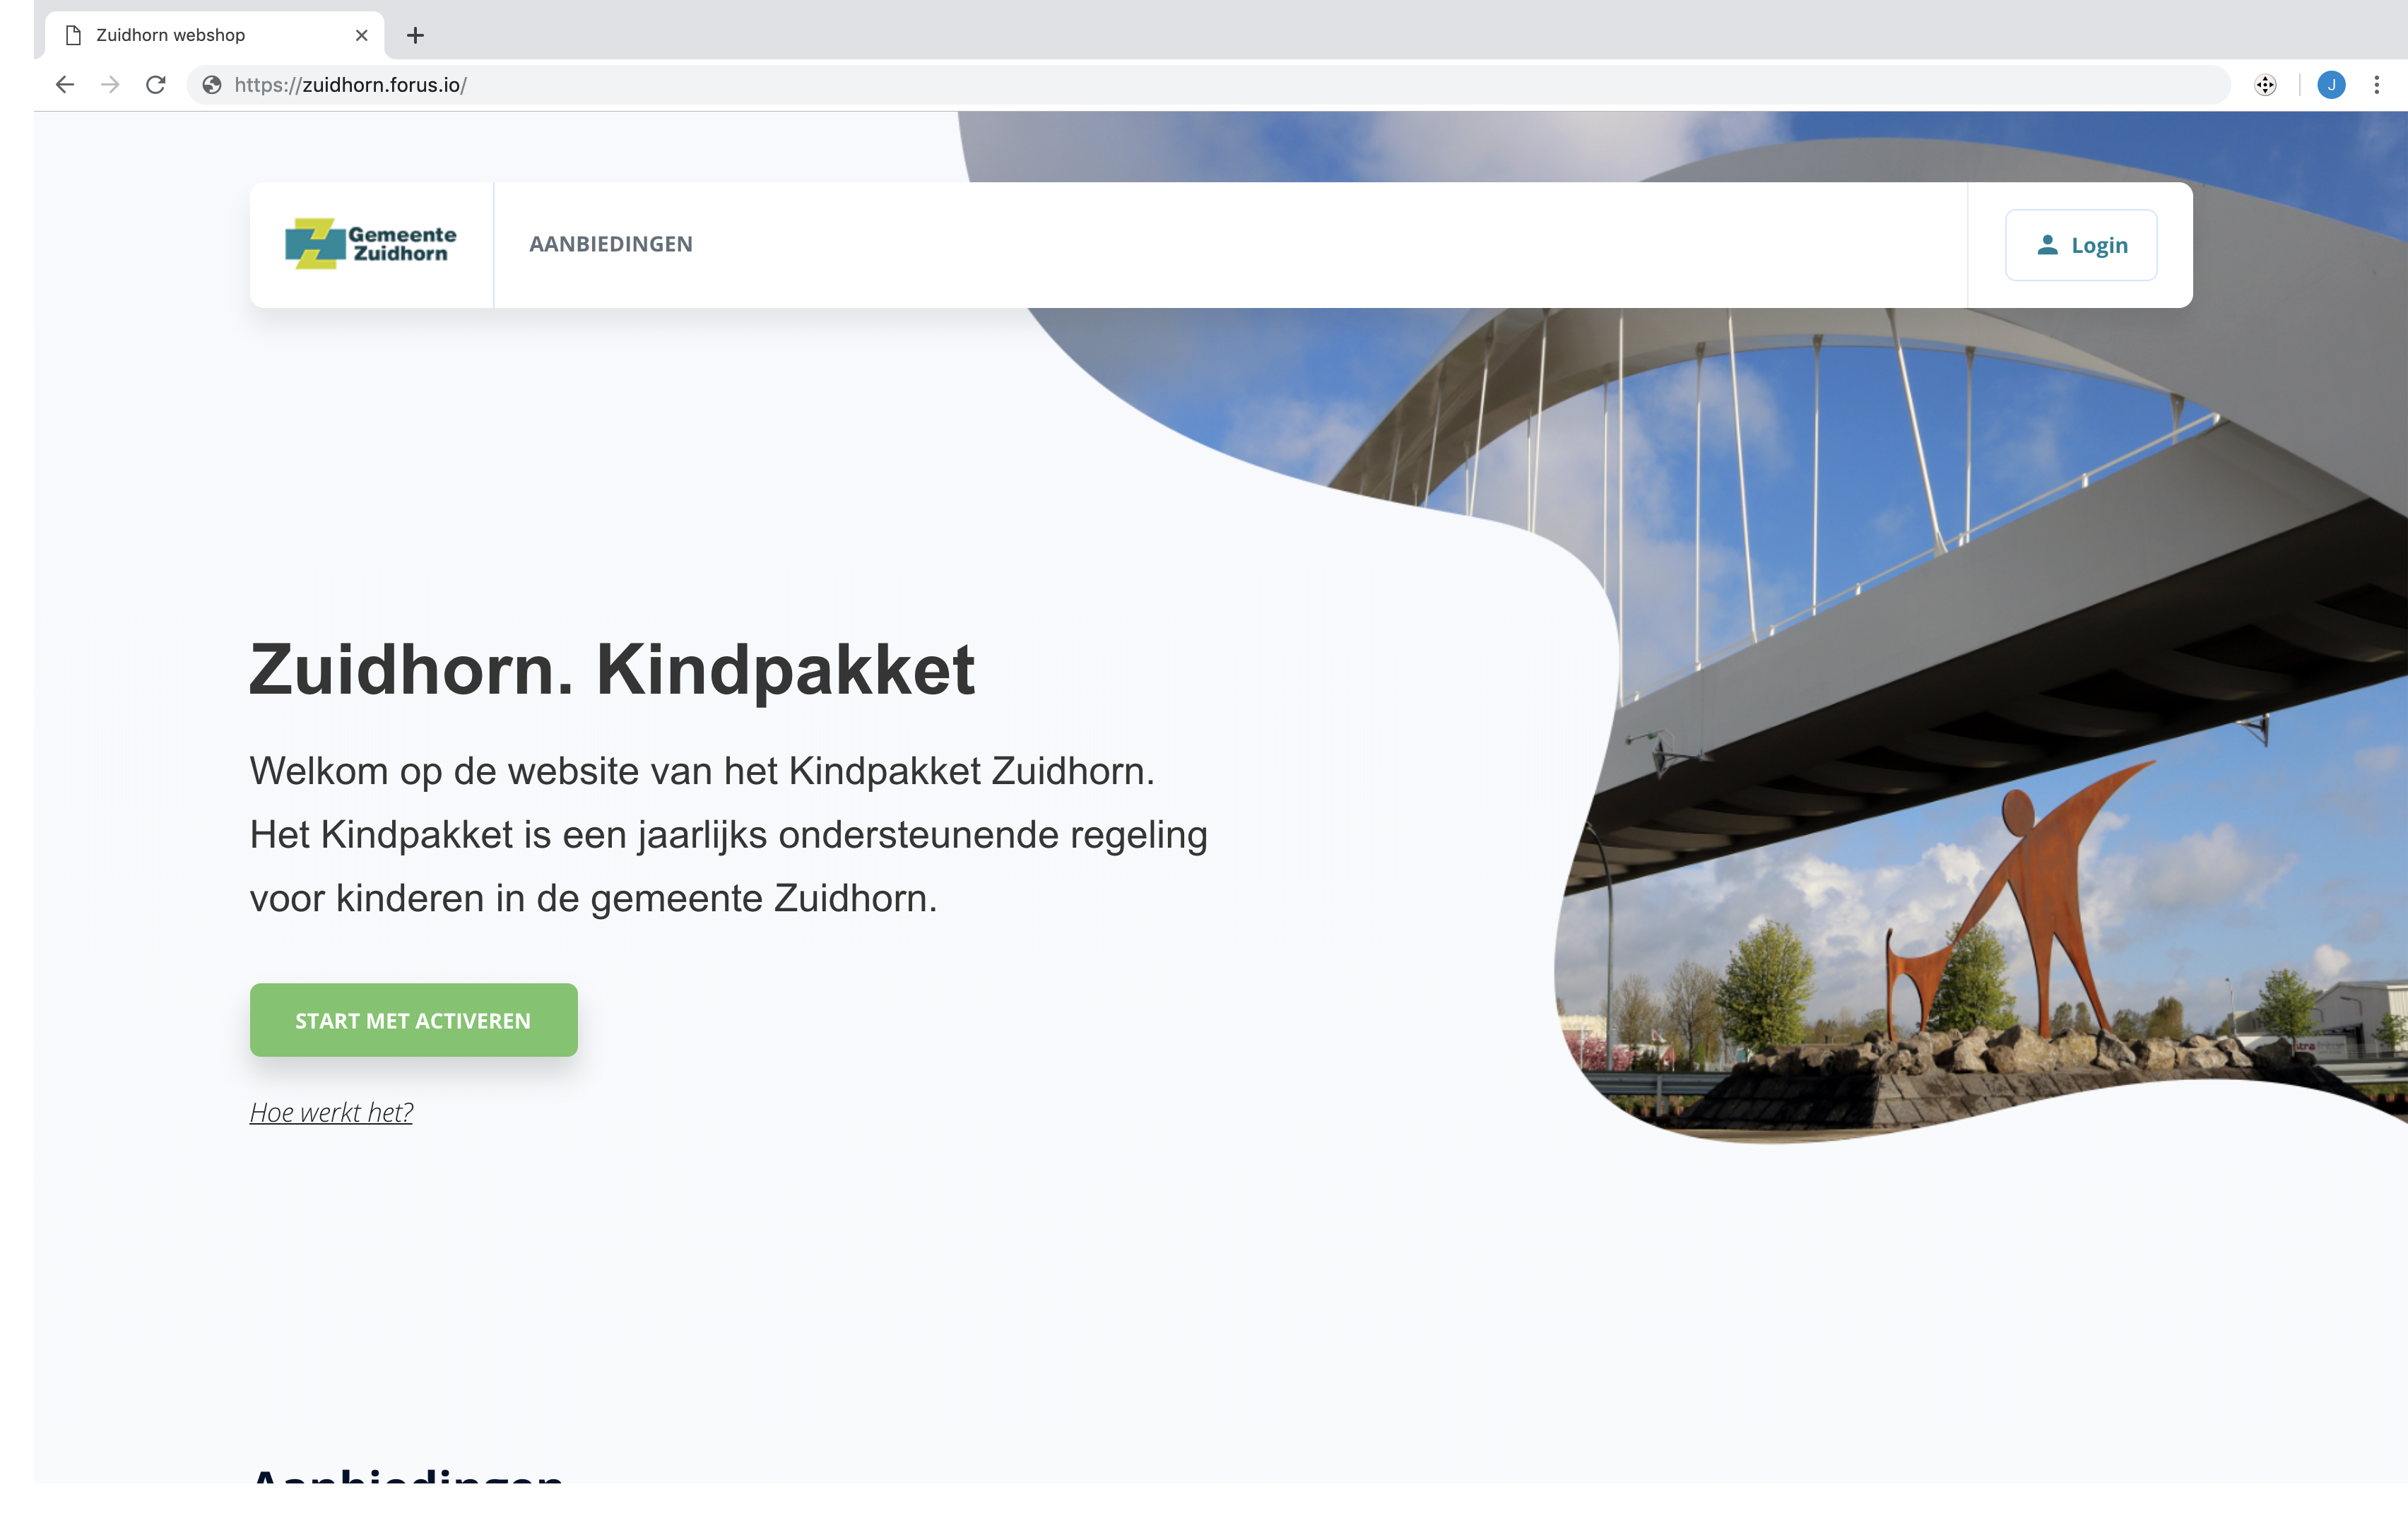 Zuidhorn webshop
https://zuidhorn.forus.io/
J
Gemeente
Zuidhorn
AANBIEDINGEN
Login
Zuidhorn. Kindpakket
Welkom op de website van het Kindpakket Zuidhorn.
Het Kindpakket is een jaarlijks ondersteunende regeling
voor kinderen in de gemeente Zuidhorn.
START MET ACTIVEREN
Hoe werkt het?
Aanbiedingen